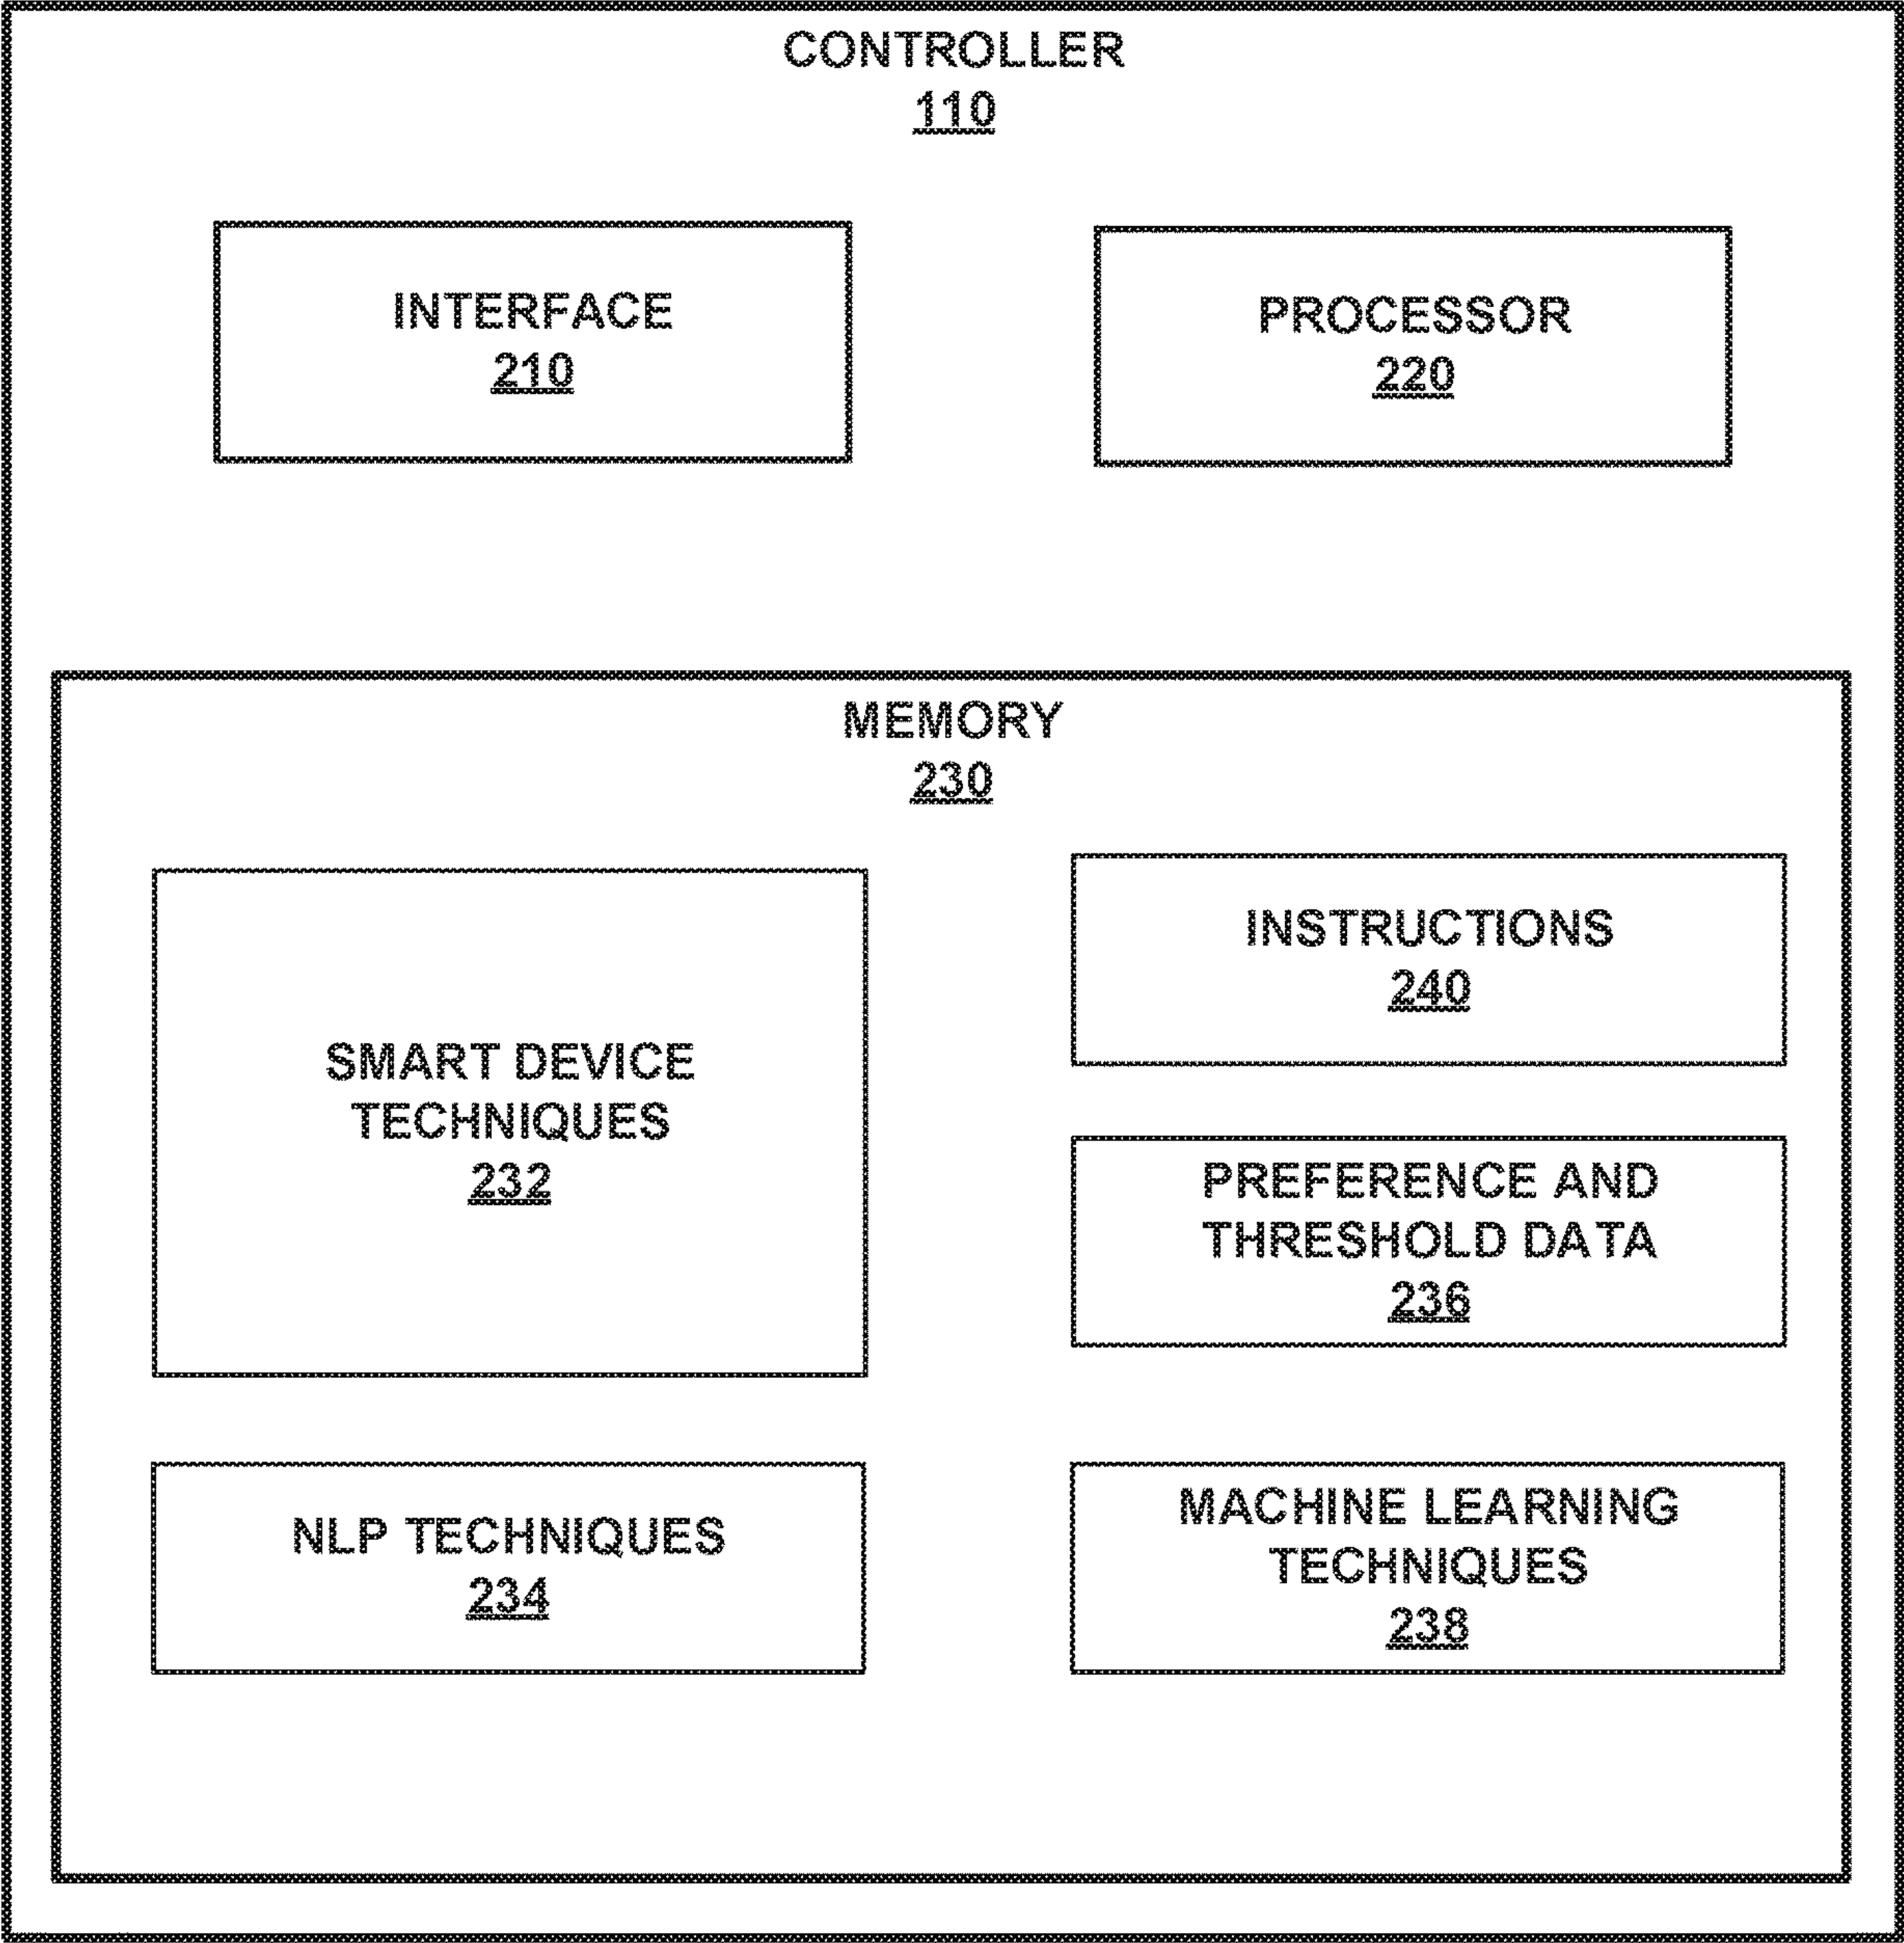 CONTROLLER
110
INTERFACE
210
PROCESSOR
220
MEMORY
230
SMART DEVICE
TECHNIQUES
232
INSTRUCTIONS
240
PREFERENCE AND
THRESHOLD DATA
236
NLP TECHNIQUES
234
MACHINE LEARNING
TECHNIQUES
238